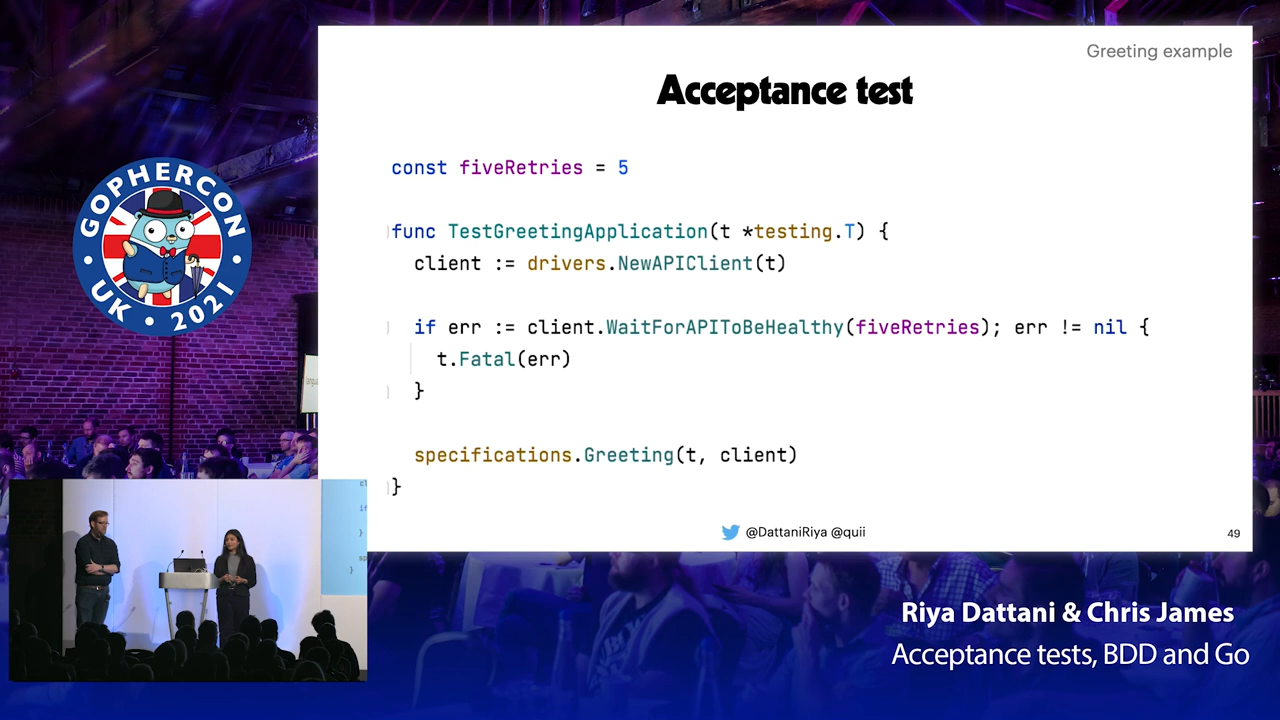 GOPHERCON
UK • 2021
Greeting example
Acceptance test
const fiveRetries = 5
func TestGreetingApplication(t *testing.T) {
client := drivers.NewAPIClient(t)
if err := client.WaitForAPIToBeHealthy(fiveRetries); err != nil {
t.Fatal(err)
}
specifications.Greeting(t, client)
}
@DattaniRiya @quii
49
Riya Dattani & Chris James
Acceptance tests, BDD and Go